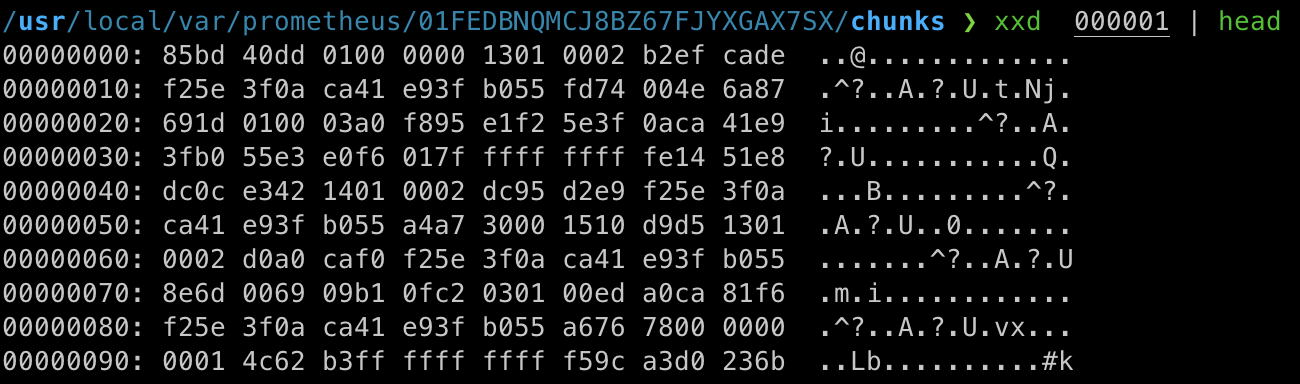 /usr/local/var/prometheus/01FEDBNQMCJ8BZ67FJYXGAX7SX/chunks ❯ xxd  000001 | head
00000000: 85bd 40dd 0100 0000 1301 0002 b2ef cade  ..@.............
00000010: f25e 3f0a ca41 e93f b055 fd74 004e 6a87  .^?..A.?.U.t.Nj.
00000020: 691d 0100 03a0 f895 e1f2 5e3f 0aca 41e9  i.........^?..A.
00000030: 3fb0 55e3 e0f6 017f ffff ffff fe14 51e8  ?.U...........Q.
00000040: dc0c e342 1401 0002 dc95 d2e9 f25e 3f0a  ...B.........^?.
00000050: ca41 e93f b055 a4a7 3000 1510 d9d5 1301  .A.?.U..0.......
00000060: 0002 d0a0 caf0 f25e 3f0a ca41 e93f b055  .......^?..A.?.U
00000070: 8e6d 0069 09b1 0fc2 0301 00ed a0ca 81f6  .m.i............
00000080: f25e 3f0a ca41 e93f b055 a676 7800 0000  .^?..A.?.U.vx...
00000090: 0001 4c62 b3ff ffff ffff f59c a3d0 236b  ..Lb..........#k